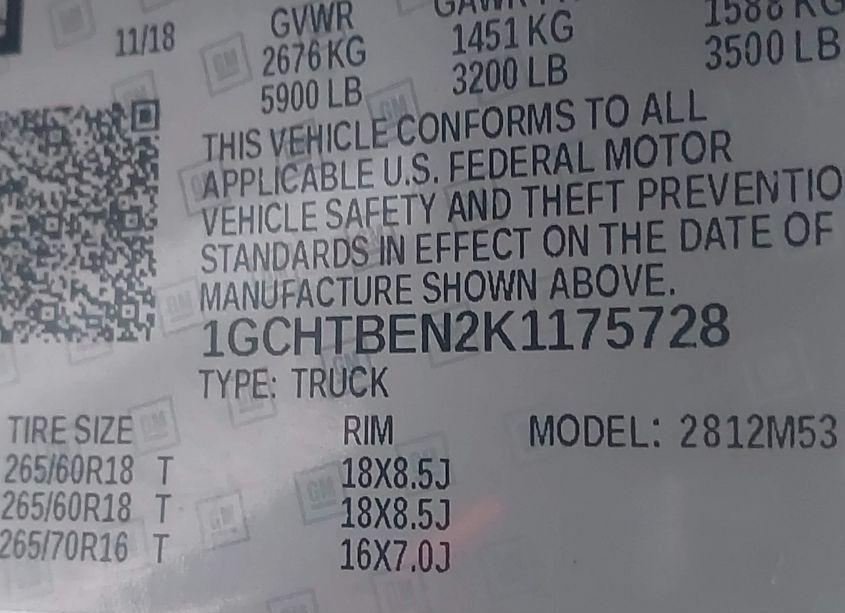 11/18 GVWR
2676 KG 1451 KG
5900 LB 3200 LB 3500 LB
THIS VEHICLE CONFORMS TO ALL
APPLICABLE U.S. FEDERAL MOTOR
VEHICLE SAFETY AND THEFT PREVENTIO
STANDARDS IN EFFECT ON THE DATE OF
MANUFACTURE SHOWN ABOVE.
1GCHTBEN2K1175728
TYPE: TRUCK
TIRE SIZE RIM MODEL: 2812M53
265/60R18 T 18X8.5J
265/60R18 T 18X8.5J
265/70R16 T 16X7.0J